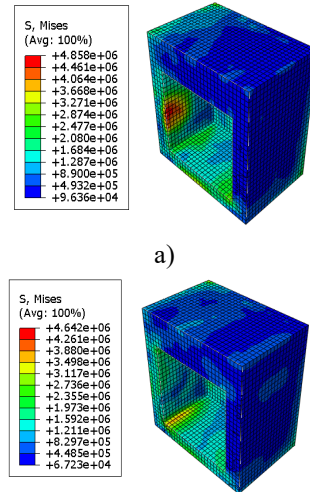 S, Mises
(Avg: 100%)
+4.858e+06
+4.461e+06
+4.064e+06
+3.668e+06
+3.271e+06
+2.874e+06
+2.477e+06
+2.080e+06
+1.684e+06
+1.287e+06
+8.900e+05
+4.932e+05
+9.636e+04
a)
S, Mises
(Avg: 100%)
+4.642e+06
+4.261e+06
+3.880e+06
+3.498e+06
+3.117e+06
+2.736e+06
+2.355e+06
+1.973e+06
+1.592e+06
+1.211e+06
+8.297e+05
+4.485e+05
+6.723e+04